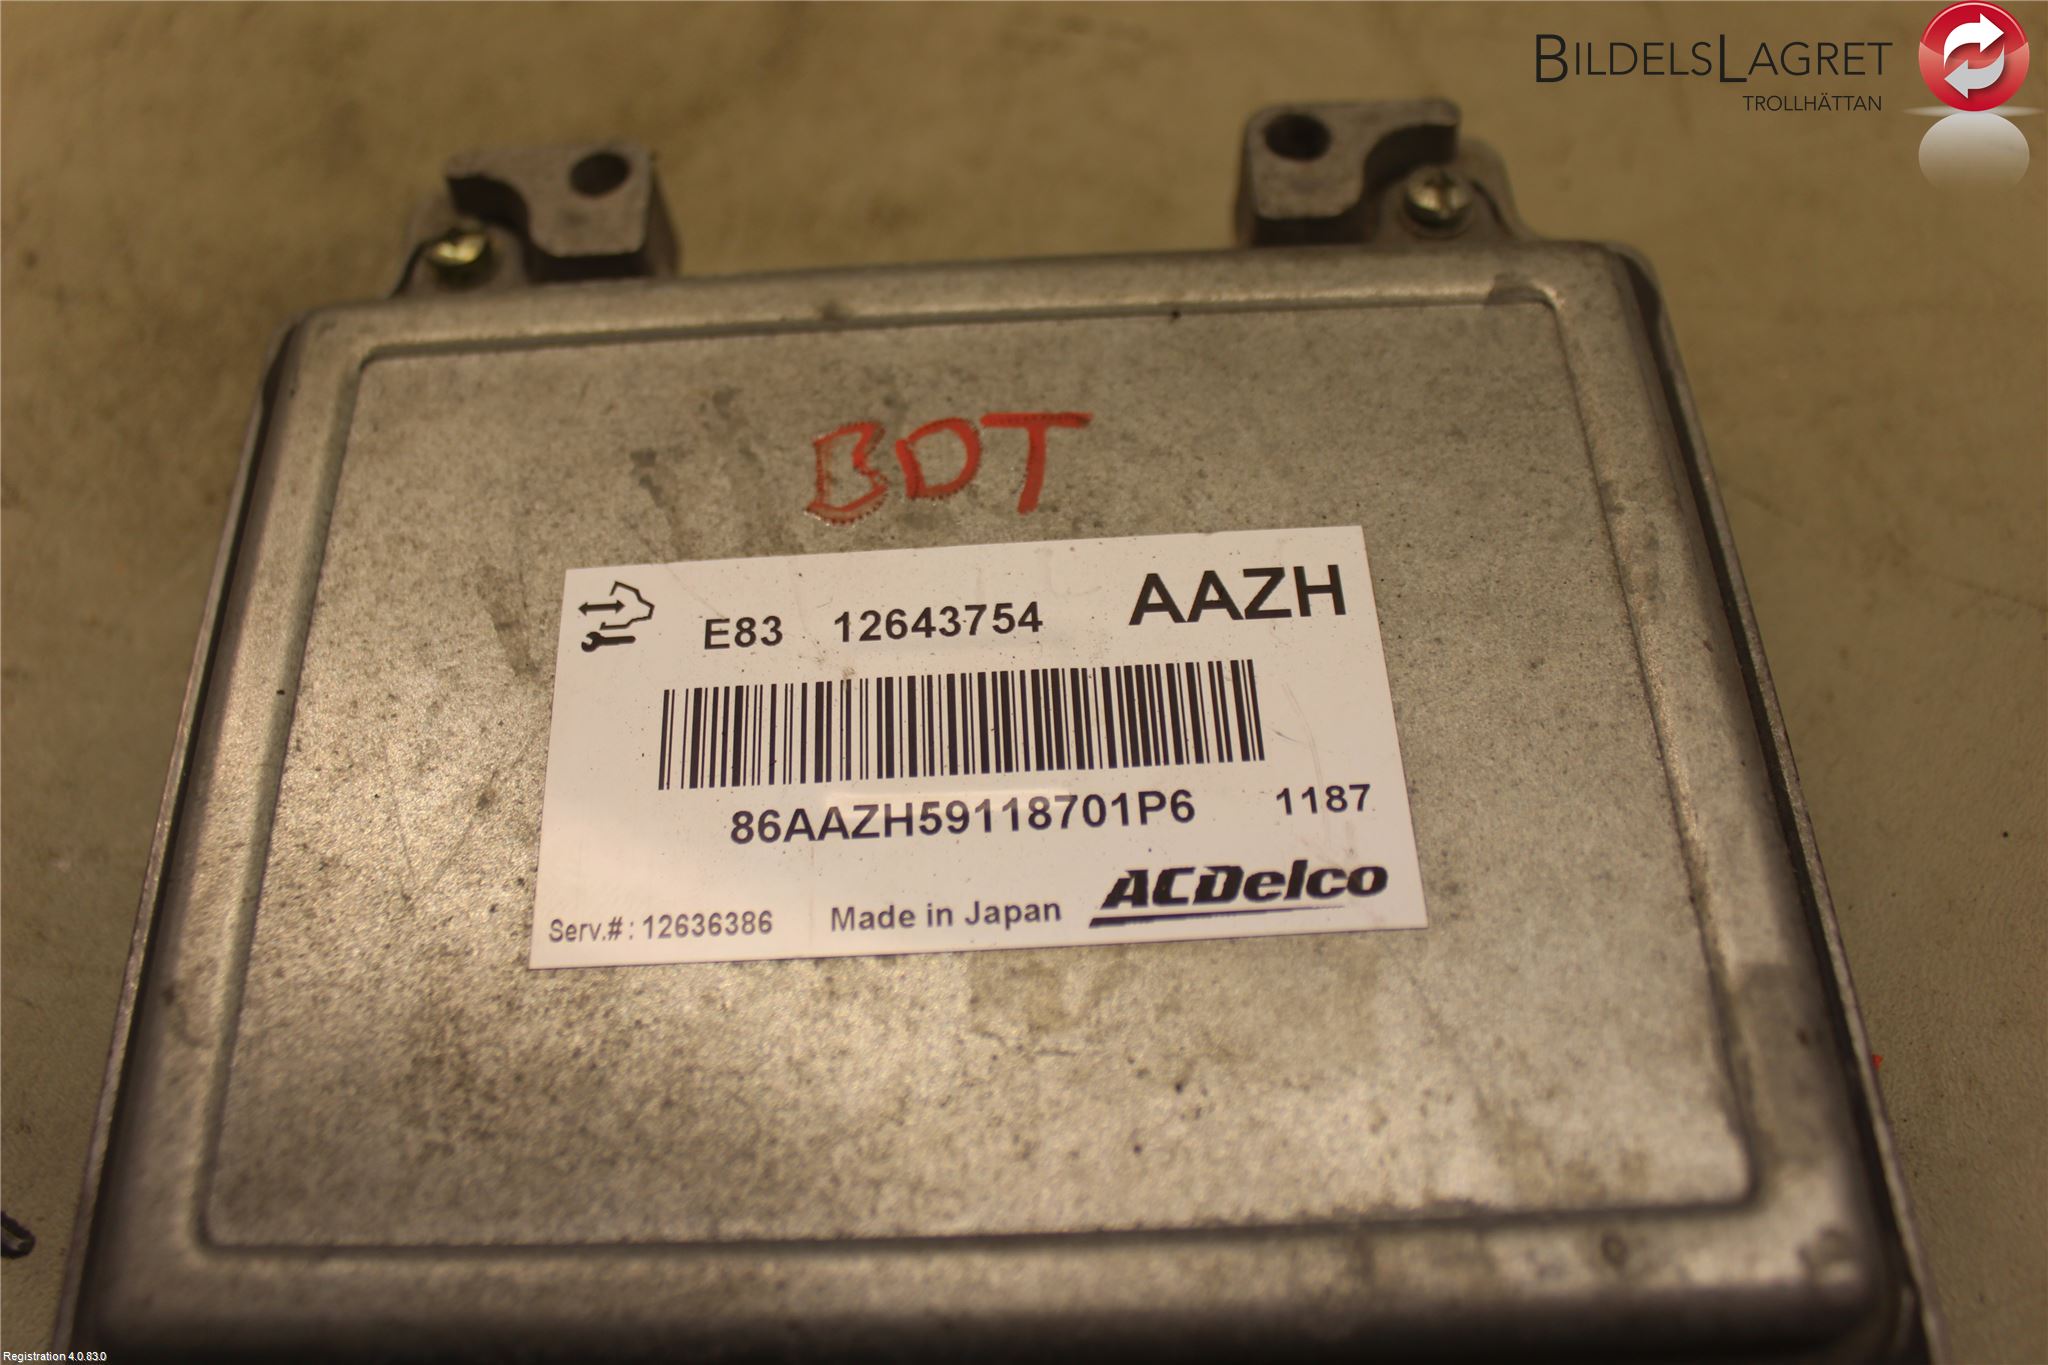 BILDELSLAGRET
TROLLHÄTTAN
BDT
E83 12643754 AAZH
86AAZH59118701P6 1187
Serv.#: 12636386 Made in Japan ACDelco
Registration 4.0.83.0